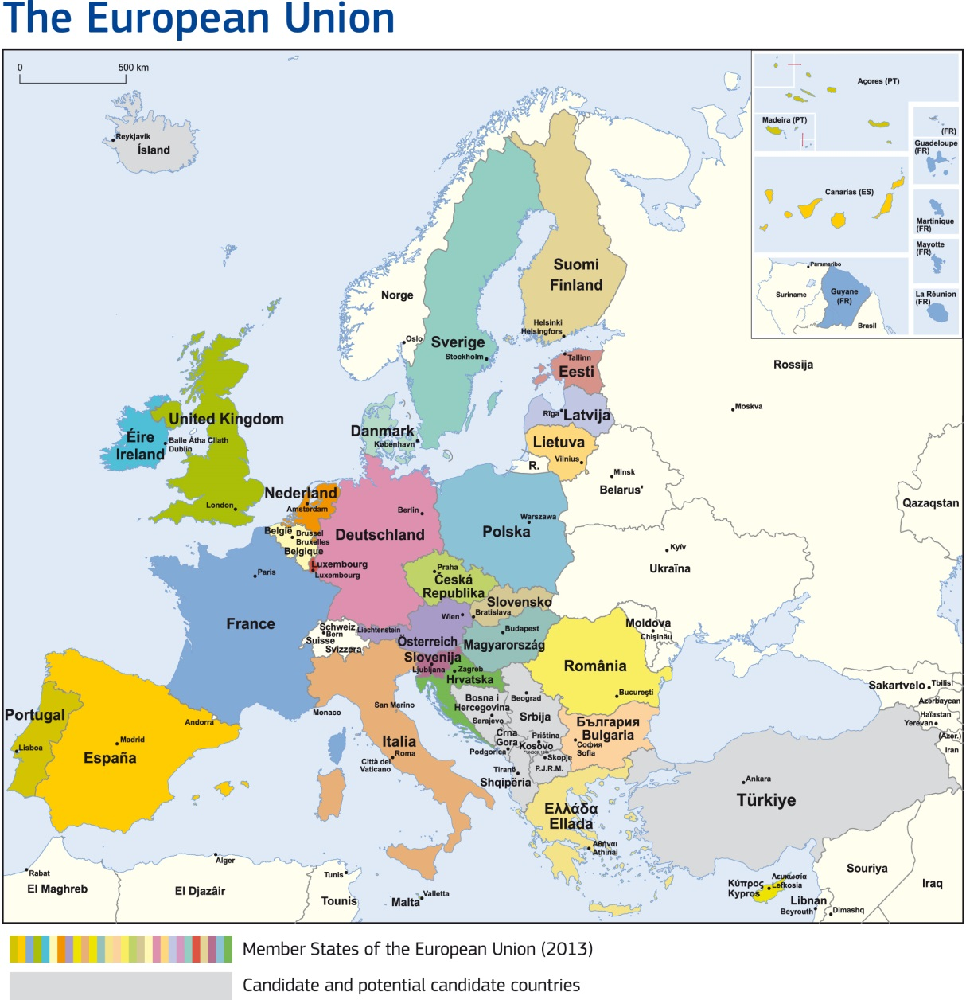 The European Union
0 500 km
Reykjavík
Ísland
Açores (PT)
Madeira (PT)
(FR)
Guadeloupe
(FR)
Canarias (ES)
Martinique
(FR)
Mayotte
(FR)
Paramaribo
Suriname
Guyane
(FR)
Brasil
La Réunion
(FR)
Suomi
Finland
Helsinki
Helsingfors
Norge
Oslo
Sverige
Stockholm
Tallinn
Eesti
Rossija
Moskva
Rīga
Latvija
Lietuva
Vilnius
R.
Minsk
Belarus'
United Kingdom
Éire
Ireland
Baile Átha Cliath
Dublin
London
Danmark
København
Nederland
Amsterdam
België
Brussel
Bruxelles
Belgique
Luxembourg
Luxembourg
Berlin
Deutschland
Warszawa
Polska
Qazaqstan
Kyïv
Ukraïna
Paris
France
Praha
Česká
Republika
Slovensko
Bratislava
Wien
Österreich
Liechtenstein
Schweiz
Bern
Suisse
Svizzera
Budapest
Magyarország
Moldova
Chişinău
România
Bucureşti
Slovenija
Ljubljana
Zagreb
Hrvatska
Bosna i
Hercegovina
Sarajevo
Beograd
Srbija
Crna
Gora
Podgorica
Priština
Kosovo
UNSCR 1244
Skopje
P.J.R.M.
Tiranë
Shqipëria
България
Bulgaria
София
Sofia
Sakartvelo
Tbilisi
Azərbaycan
Haïastan
Yerevan
(Azer.)
Iran
Portugal
Lisboa
Madrid
España
Andorra
Monaco
San Marino
Italia
Roma
Città del
Vaticano
Ελλάδα
Ellada
Αθήναι
Athinai
Ankara
Türkiye
Κύπρος
Kypros
Λευκωσία
Lefkosia
Souriya
Iraq
Libnan
Beyrouth
Dimashq
Rabat
El Maghreb
Alger
El Djazâir
Tunis
Tounis
Malta
Valletta
Member States of the European Union (2013)
Candidate and potential candidate countries